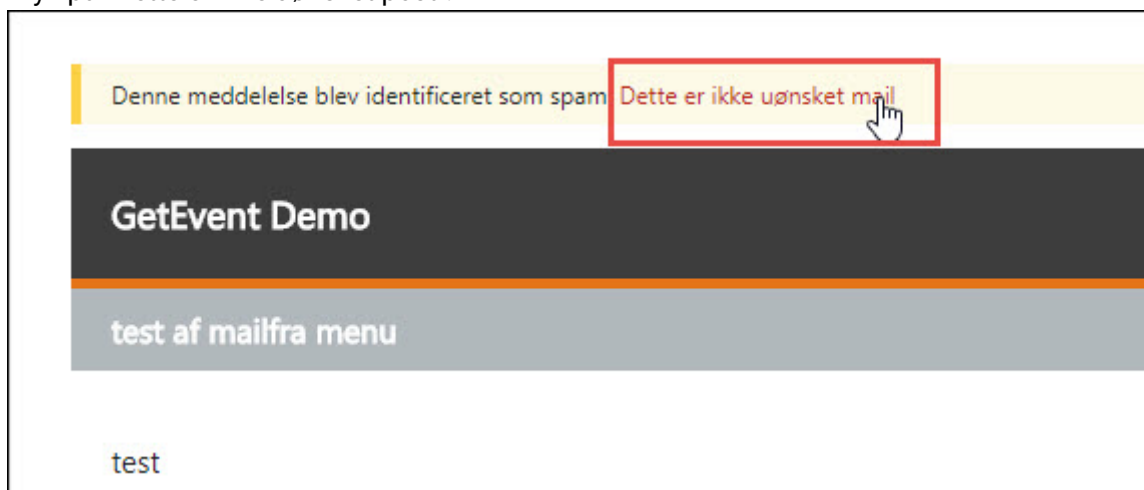 Denne meddelelse blev identificeret som spam Dette er ikke uønsket mail
GetEvent Demo
test af mailfra menu
test